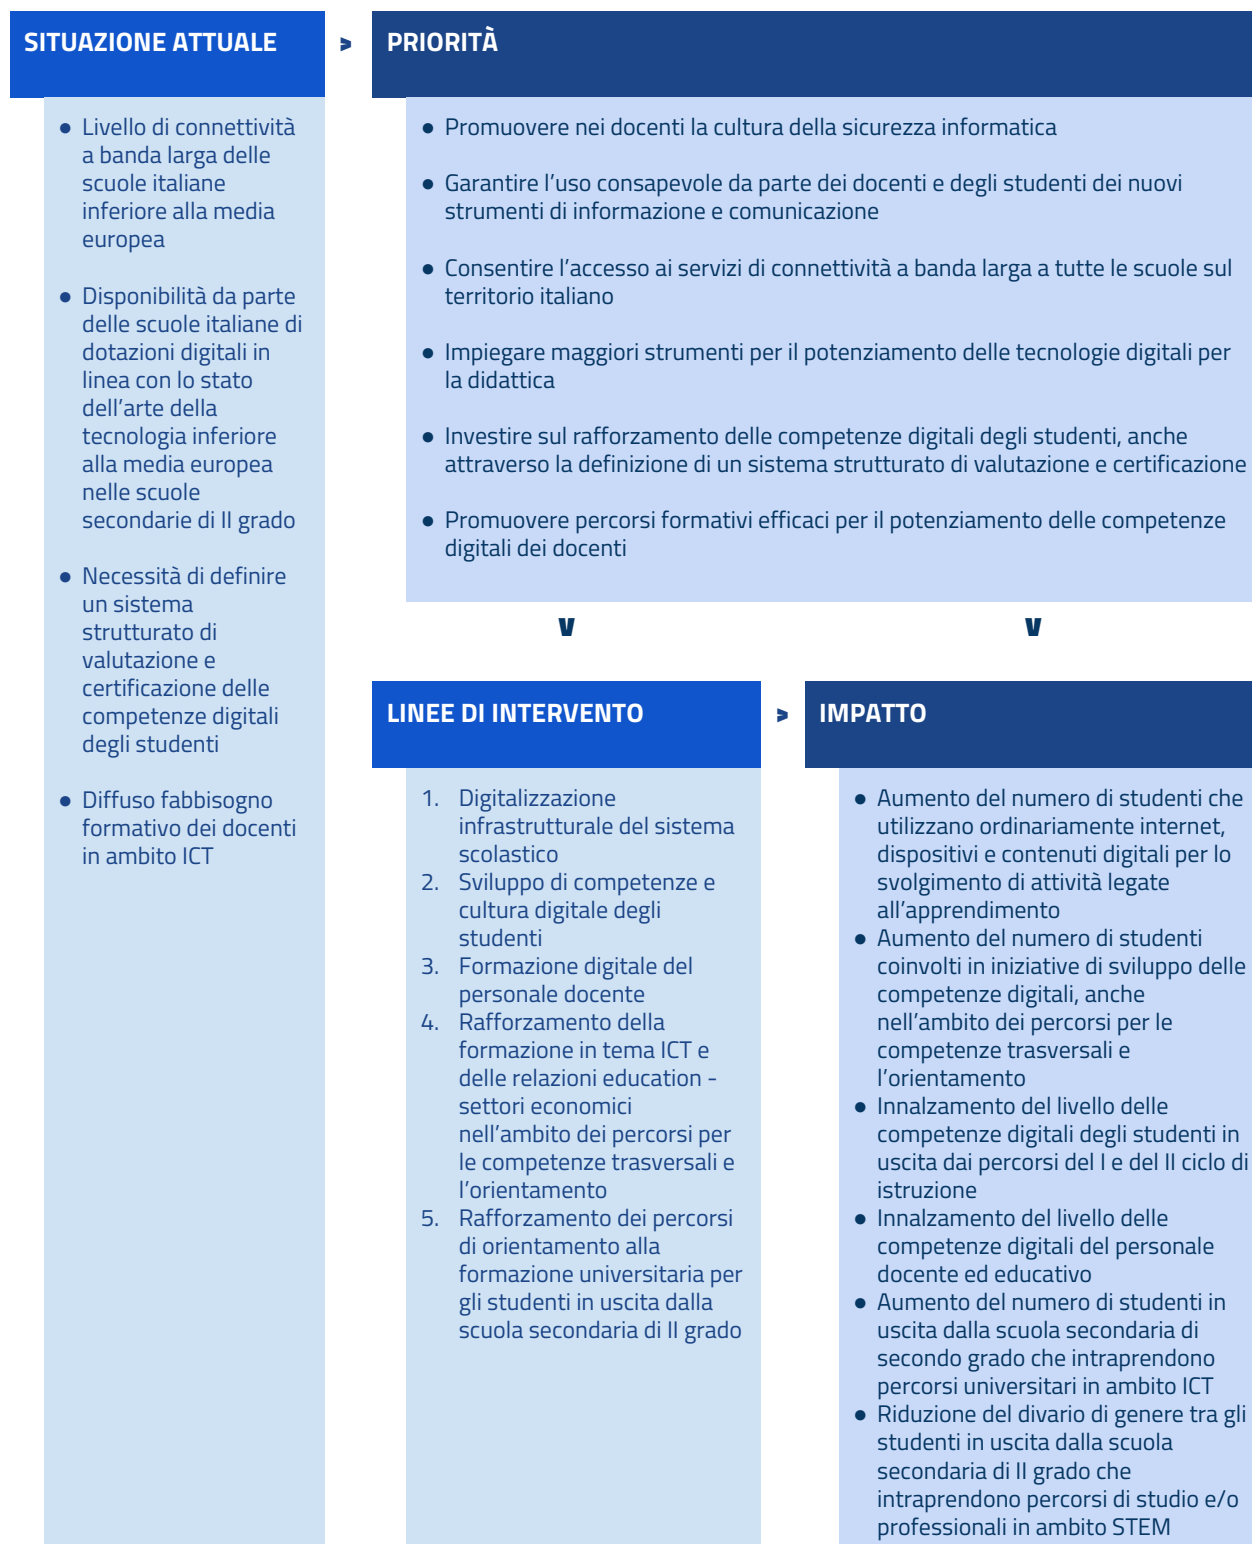 SITUAZIONE ATTUALE
● Livello di connettività
a banda larga delle
scuole italiane
inferiore alla media
europea
● Disponibilità da parte
delle scuole italiane di
dotazioni digitali in
linea con lo stato
dell’arte della
tecnologia inferiore
alla media europea
nelle scuole
secondarie di II grado
● Necessità di definire
un sistema
strutturato di
valutazione e
certificazione delle
competenze digitali
degli studenti
● Diffuso fabbisogno
formativo dei docenti
in ambito ICT
>
PRIORITÀ
● Promuovere nei docenti la cultura della sicurezza informatica
● Garantire l’uso consapevole da parte dei docenti e degli studenti dei nuovi
strumenti di informazione e comunicazione
● Consentire l’accesso ai servizi di connettività a banda larga a tutte le scuole sul
territorio italiano
● Impiegare maggiori strumenti per il potenziamento delle tecnologie digitali per
la didattica
● Investire sul rafforzamento delle competenze digitali degli studenti, anche
attraverso la definizione di un sistema strutturato di valutazione e certificazione
● Promuovere percorsi formativi efficaci per il potenziamento delle competenze
digitali dei docenti
V V
LINEE DI INTERVENTO
1. Digitalizzazione
infrastrutturale del sistema
scolastico
2. Sviluppo di competenze e
cultura digitale degli
studenti
3. Formazione digitale del
personale docente
4. Rafforzamento della
formazione in tema ICT e
delle relazioni education -
settori economici
nell’ambito dei percorsi per
le competenze trasversali e
l’orientamento
5. Rafforzamento dei percorsi
di orientamento alla
formazione universitaria per
gli studenti in uscita dalla
scuola secondaria di II grado
>
IMPATTO
● Aumento del numero di studenti che
utilizzano ordinariamente internet,
dispositivi e contenuti digitali per lo
svolgimento di attività legate
all’apprendimento
● Aumento del numero di studenti
coinvolti in iniziative di sviluppo delle
competenze digitali, anche
nell’ambito dei percorsi per le
competenze trasversali e
l’orientamento
● Innalzamento del livello delle
competenze digitali degli studenti in
uscita dai percorsi del I e del II ciclo di
istruzione
● Innalzamento del livello delle
competenze digitali del personale
docente ed educativo
● Aumento del numero di studenti in
uscita dalla scuola secondaria di
secondo grado che intraprendono
percorsi universitari in ambito ICT
● Riduzione del divario di genere tra gli
studenti in uscita dalla scuola
secondaria di II grado che
intraprendono percorsi di studio e/o
professionali in ambito STEM